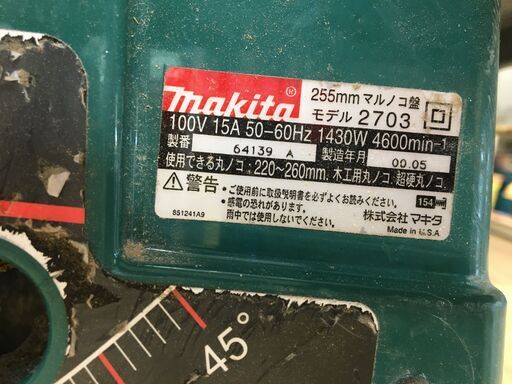 makita®
255mm マルノコ盤
モデル 2703
100V 15A 50-60Hz 1430W 4600min-1
製番 64139 A 製造年月 00.05
使用できる丸ノコ:220~260mm、木工用丸ノコ、超硬丸ノコ.
⚠警告
・ご使用前に取扱説明書を必ずよくお読みください。
・感電の恐れがあります。
雨中では使用しないでください。
154
851241A9
株式会社マキタ
Made in U.S.A
45°